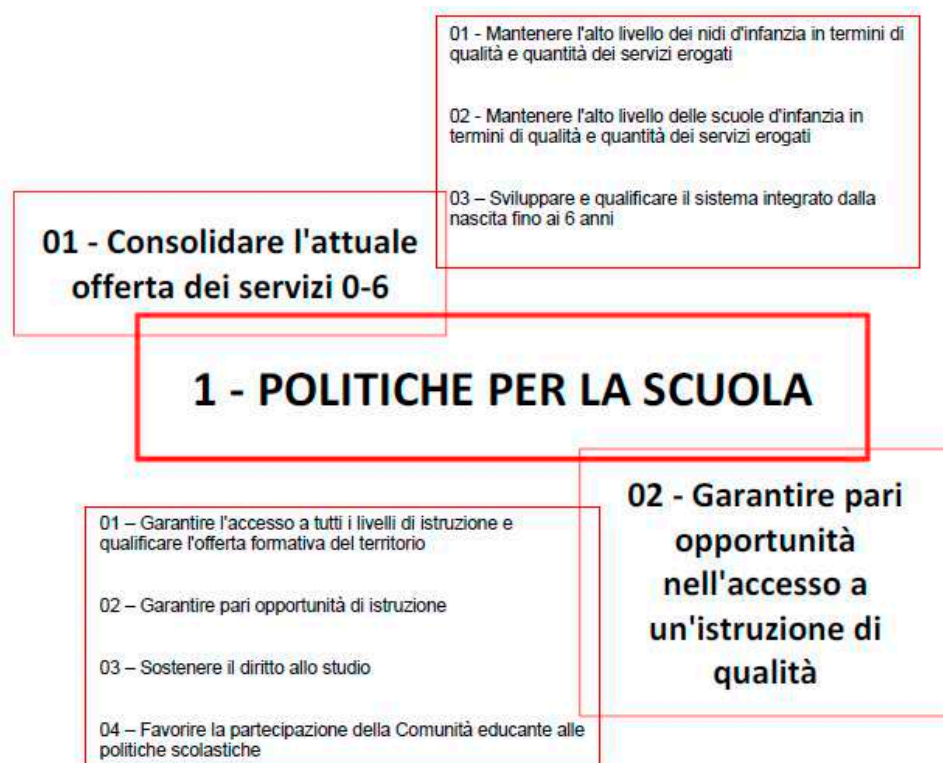 01 - Mantenere l'alto livello dei nidi d'infanzia in termini di
qualità e quantità dei servizi erogati
02 - Mantenere l'alto livello delle scuole d'infanzia in
termini di qualità e quantità dei servizi erogati
03 – Sviluppare e qualificare il sistema integrato dalla
nascita fino ai 6 anni
01 - Consolidare l'attuale
offerta dei servizi 0-6
1 - POLITICHE PER LA SCUOLA
02 - Garantire pari
opportunità
nell'accesso a
un'istruzione di
qualità
01 – Garantire l'accesso a tutti i livelli di istruzione e
qualificare l'offerta formativa del territorio
02 – Garantire pari opportunità di istruzione
03 – Sostenere il diritto allo studio
04 – Favorire la partecipazione della Comunità educante alle
politiche scolastiche